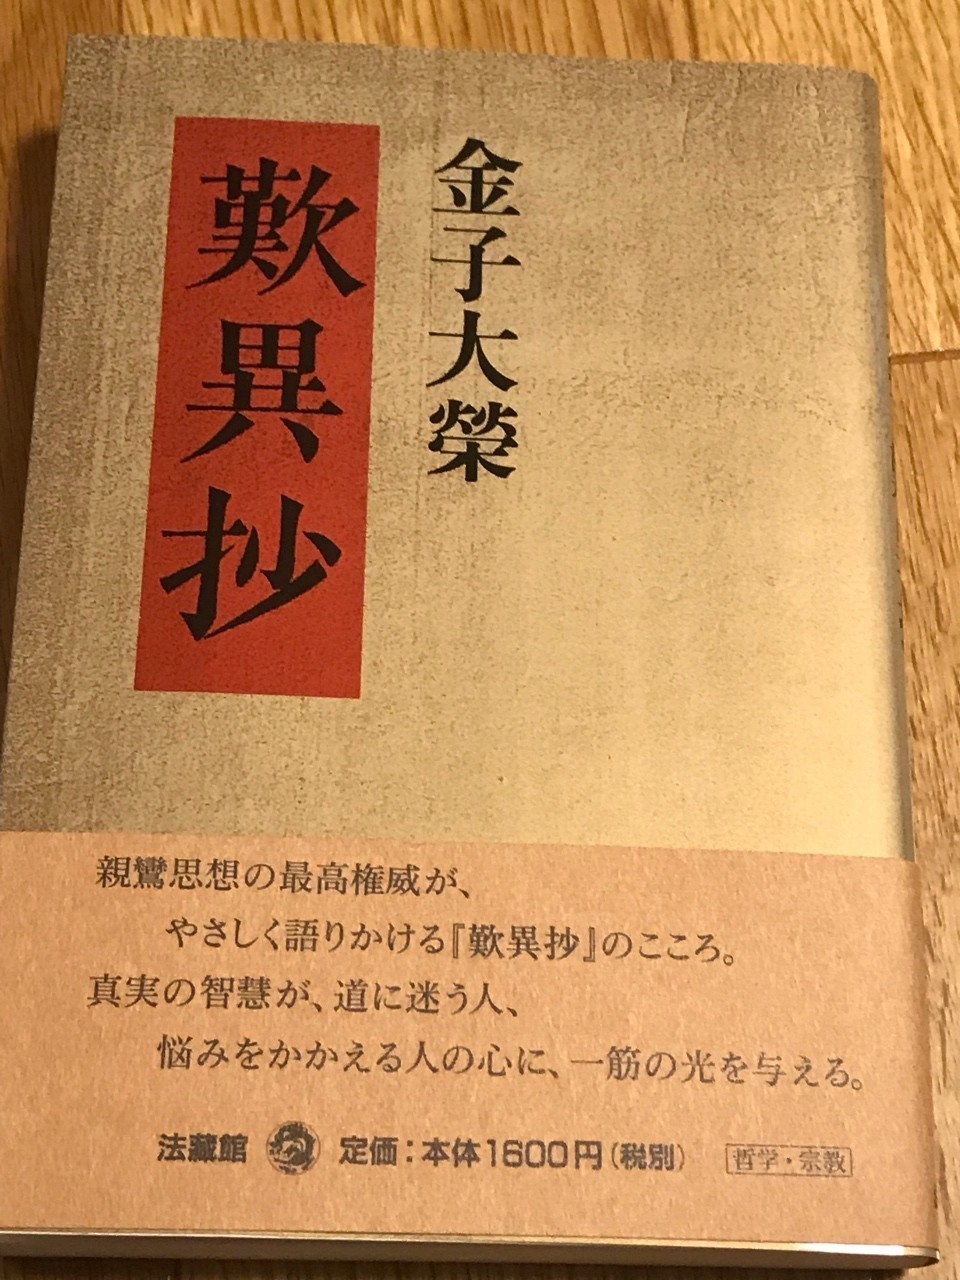 金子大榮
歎異抄
親鸞思想の最高権威が、
やさしく語りかける『歎異抄』のこころ。
真実の智慧が、道に迷う人、
悩みをかかえる人の心に、一筋の光を与える。
法藏館 定価：本体1600円（税別） 哲学・宗教